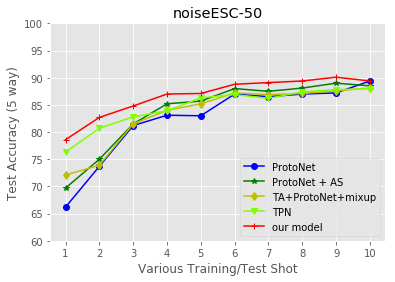 noiseESC-50
Test Accuracy (5 way)
100
95
90
85
80
75
70
65
60
ProtoNet
ProtoNet + AS
TA+ProtoNet+mixup
TPN
our model
1 2 3 4 5 6 7 8 9 10
Various Training/Test Shot